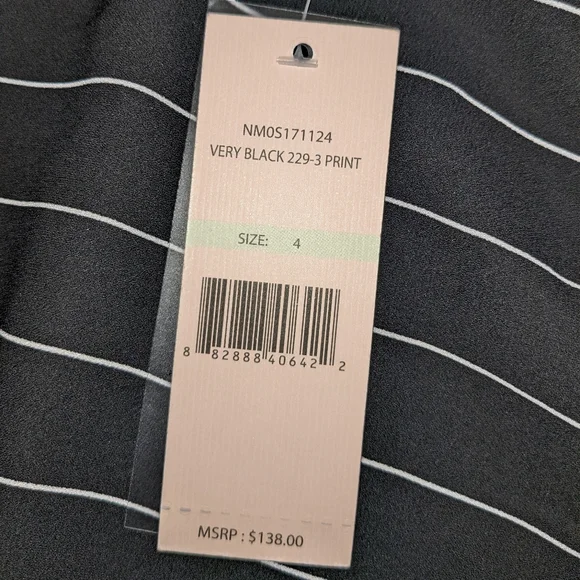 NM0S171124
VERY BLACK 229-3 PRINT
SIZE: 4
8 82888 40642 2
MSRP : $138.00